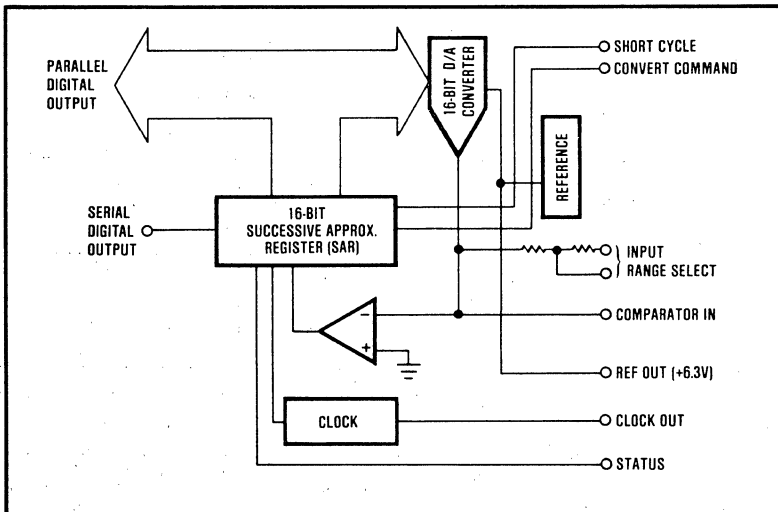 PARALLEL
DIGITAL
OUTPUT
16-BIT D/A
CONVERTER
SHORT CYCLE
CONVERT COMMAND
REFERENCE
SERIAL
DIGITAL
OUTPUT
16-BIT
SUCCESSIVE APPROX.
REGISTER (SAR)
INPUT
RANGE SELECT
−
+
COMPARATOR IN
REF OUT (+6.3V)
CLOCK
CLOCK OUT
STATUS